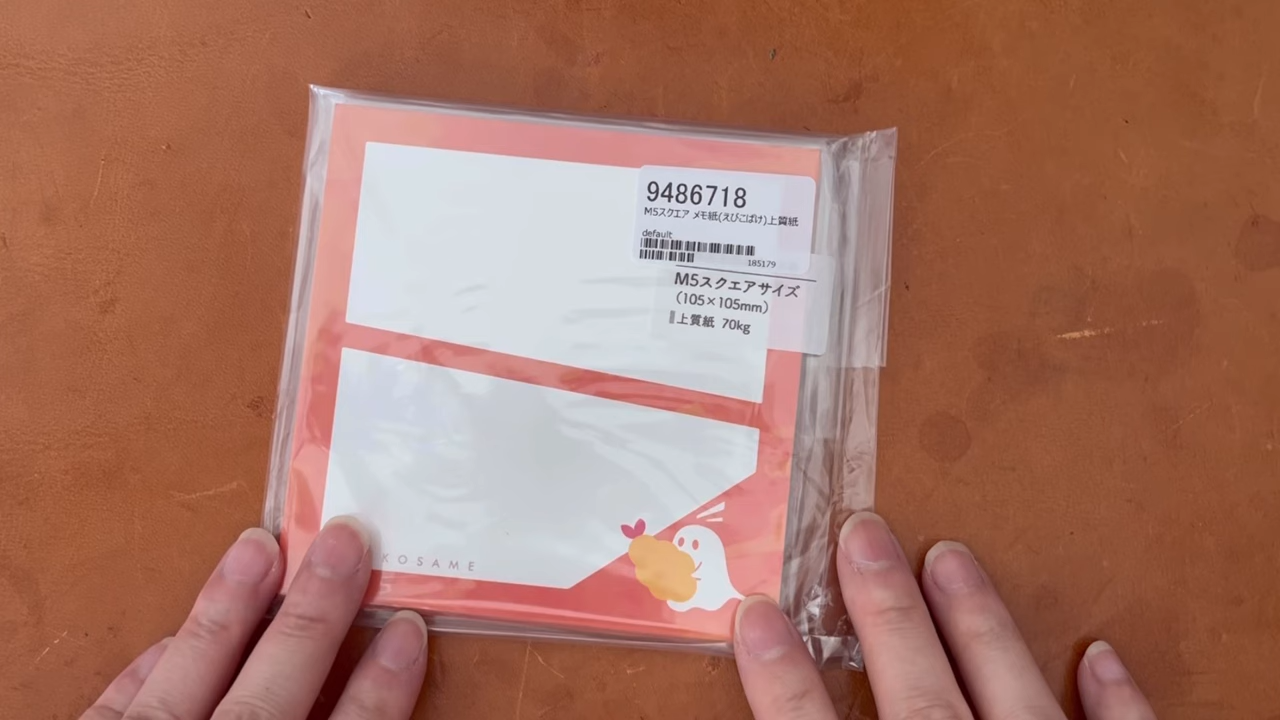 9486718
M5スクエア メモ紙(えびこばけ)上質紙
default
185179
M5スクエアサイズ
(105×105mm)
上質紙 70kg
KOSAME